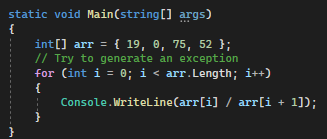 static void Main(string[] args)
{
int[] arr = { 19, 0, 75, 52 };
// Try to generate an exception
for (int i = 0; i < arr.Length; i++)
{
Console.WriteLine(arr[i] / arr[i + 1]);
}
}